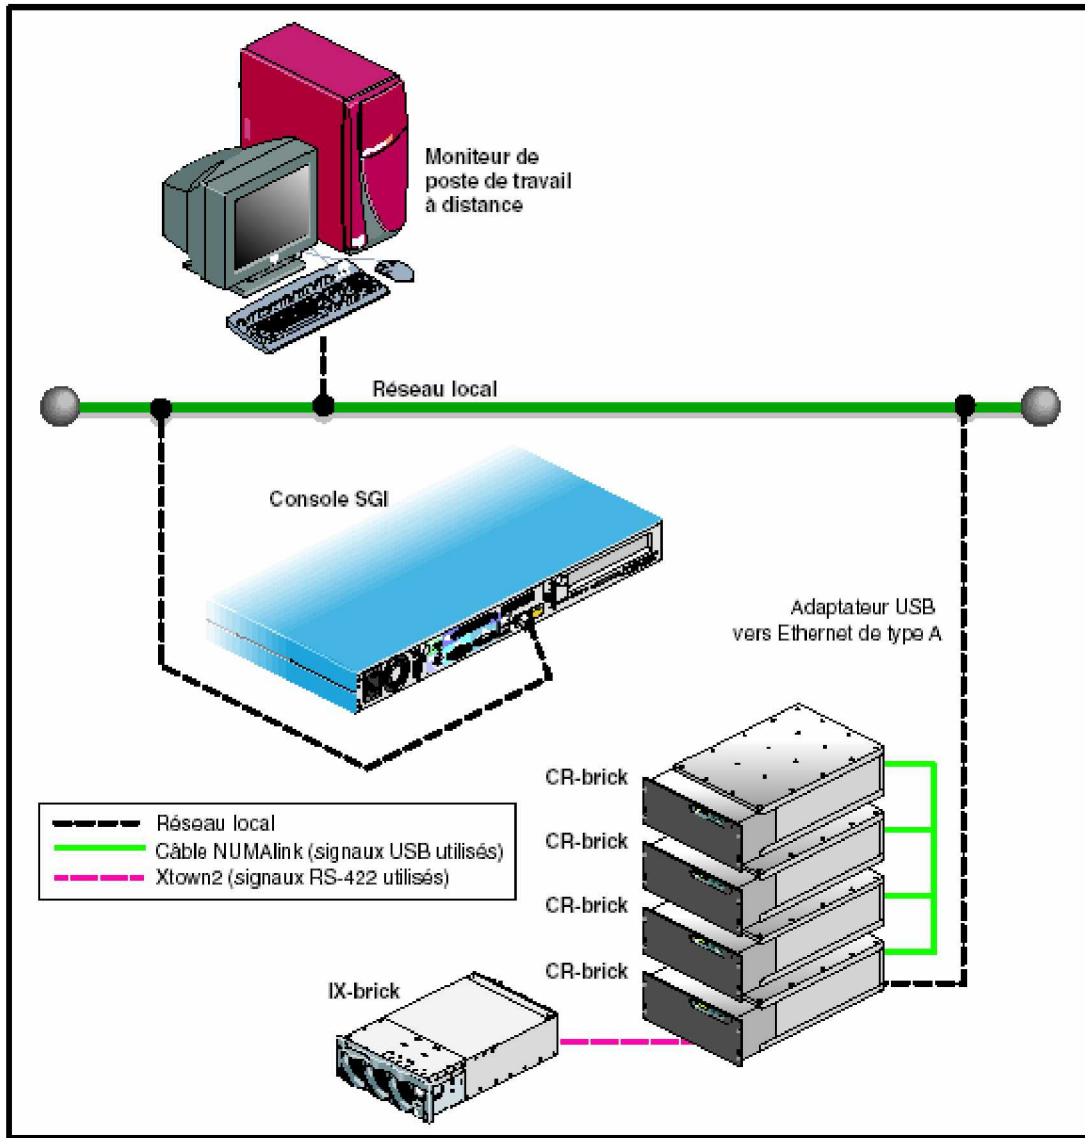 Moniteur de
poste de travail
à distance
Réseau local
Console SGI
Adaptateur USB
vers Ethernet de type A
CR-brick
CR-brick
CR-brick
CR-brick
Réseau local
Câble NUMAlink (signaux USB utilisés)
Xtown2 (signaux RS-422 utilisés)
IX-brick